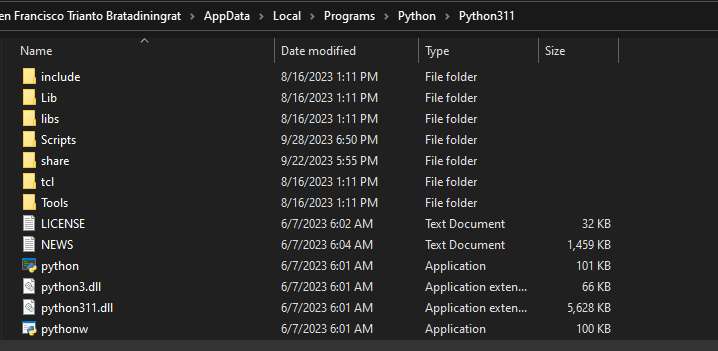 en Francisco Trianto Bratadiningrat > AppData > Local > Programs > Python > Python311
Name Date modified Type Size
include 8/16/2023 1:11 PM File folder
Lib 8/16/2023 1:11 PM File folder
libs 8/16/2023 1:11 PM File folder
Scripts 9/28/2023 6:50 PM File folder
share 9/22/2023 5:55 PM File folder
tcl 8/16/2023 1:11 PM File folder
Tools 8/16/2023 1:11 PM File folder
LICENSE 6/7/2023 6:02 AM Text Document 32 KB
NEWS 6/7/2023 6:04 AM Text Document 1,459 KB
python 6/7/2023 6:01 AM Application 101 KB
python3.dll 6/7/2023 6:01 AM Application exten... 66 KB
python311.dll 6/7/2023 6:01 AM Application exten... 5,628 KB
pythonw 6/7/2023 6:01 AM Application 100 KB